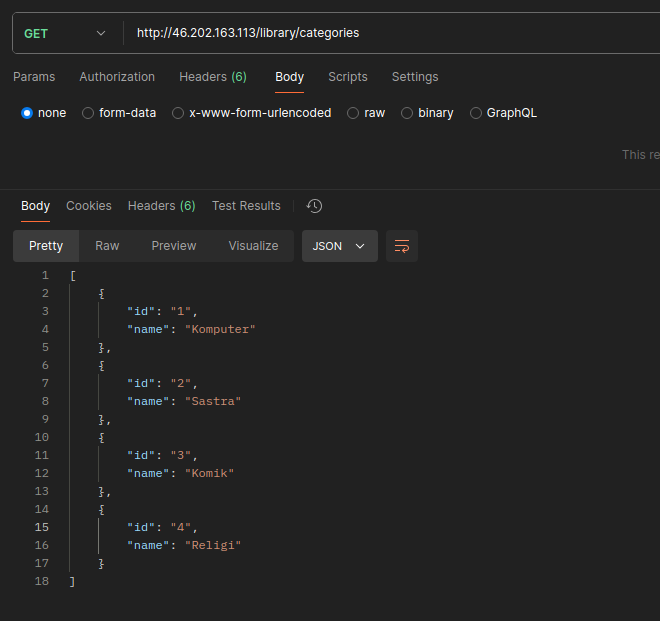 GET http://46.202.163.113/library/categories
Params Authorization Headers (6) Body Scripts Settings
none form-data x-www-form-urlencoded raw binary GraphQL
This re
Body Cookies Headers (6) Test Results
Pretty Raw Preview Visualize JSON
1 [
2 {
3 "id": "1",
4 "name": "Komputer"
5 },
6 {
7 "id": "2",
8 "name": "Sastra"
9 },
10 {
11 "id": "3",
12 "name": "Komik"
13 },
14 {
15 "id": "4",
16 "name": "Religi"
17 }
18 ]